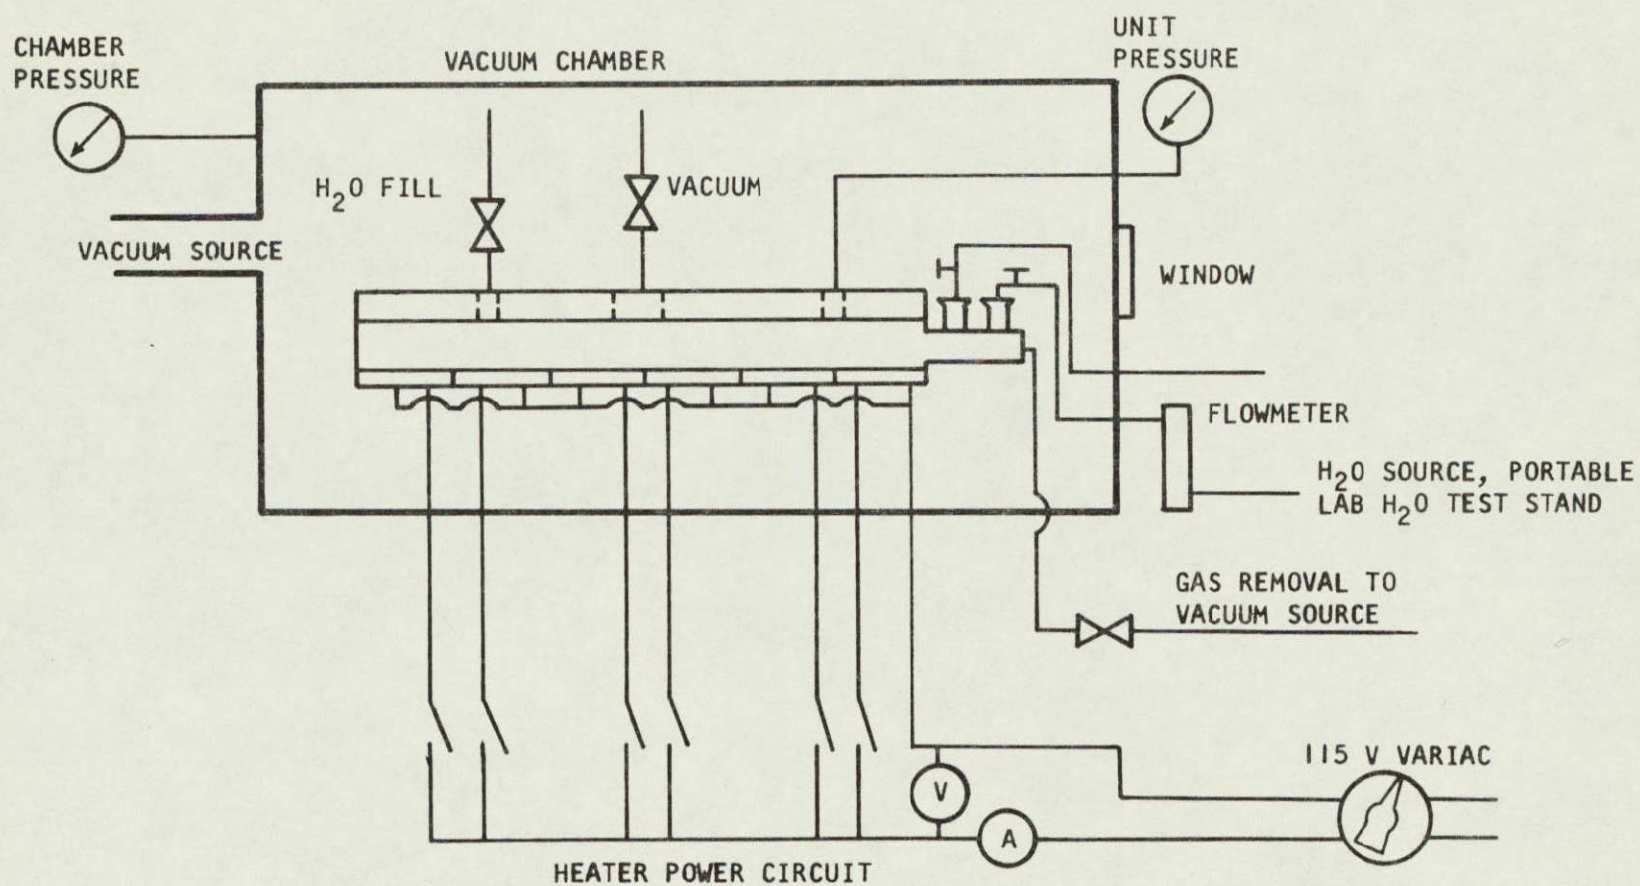 CHAMBER
PRESSURE
VACUUM CHAMBER
UNIT
PRESSURE
H₂O FILL
VACUUM
VACUUM SOURCE
WINDOW
FLOWMETER
H₂O SOURCE, PORTABLE
LAB H₂O TEST STAND
GAS REMOVAL TO
VACUUM SOURCE
115 V VARIAC
V
A
HEATER POWER CIRCUIT